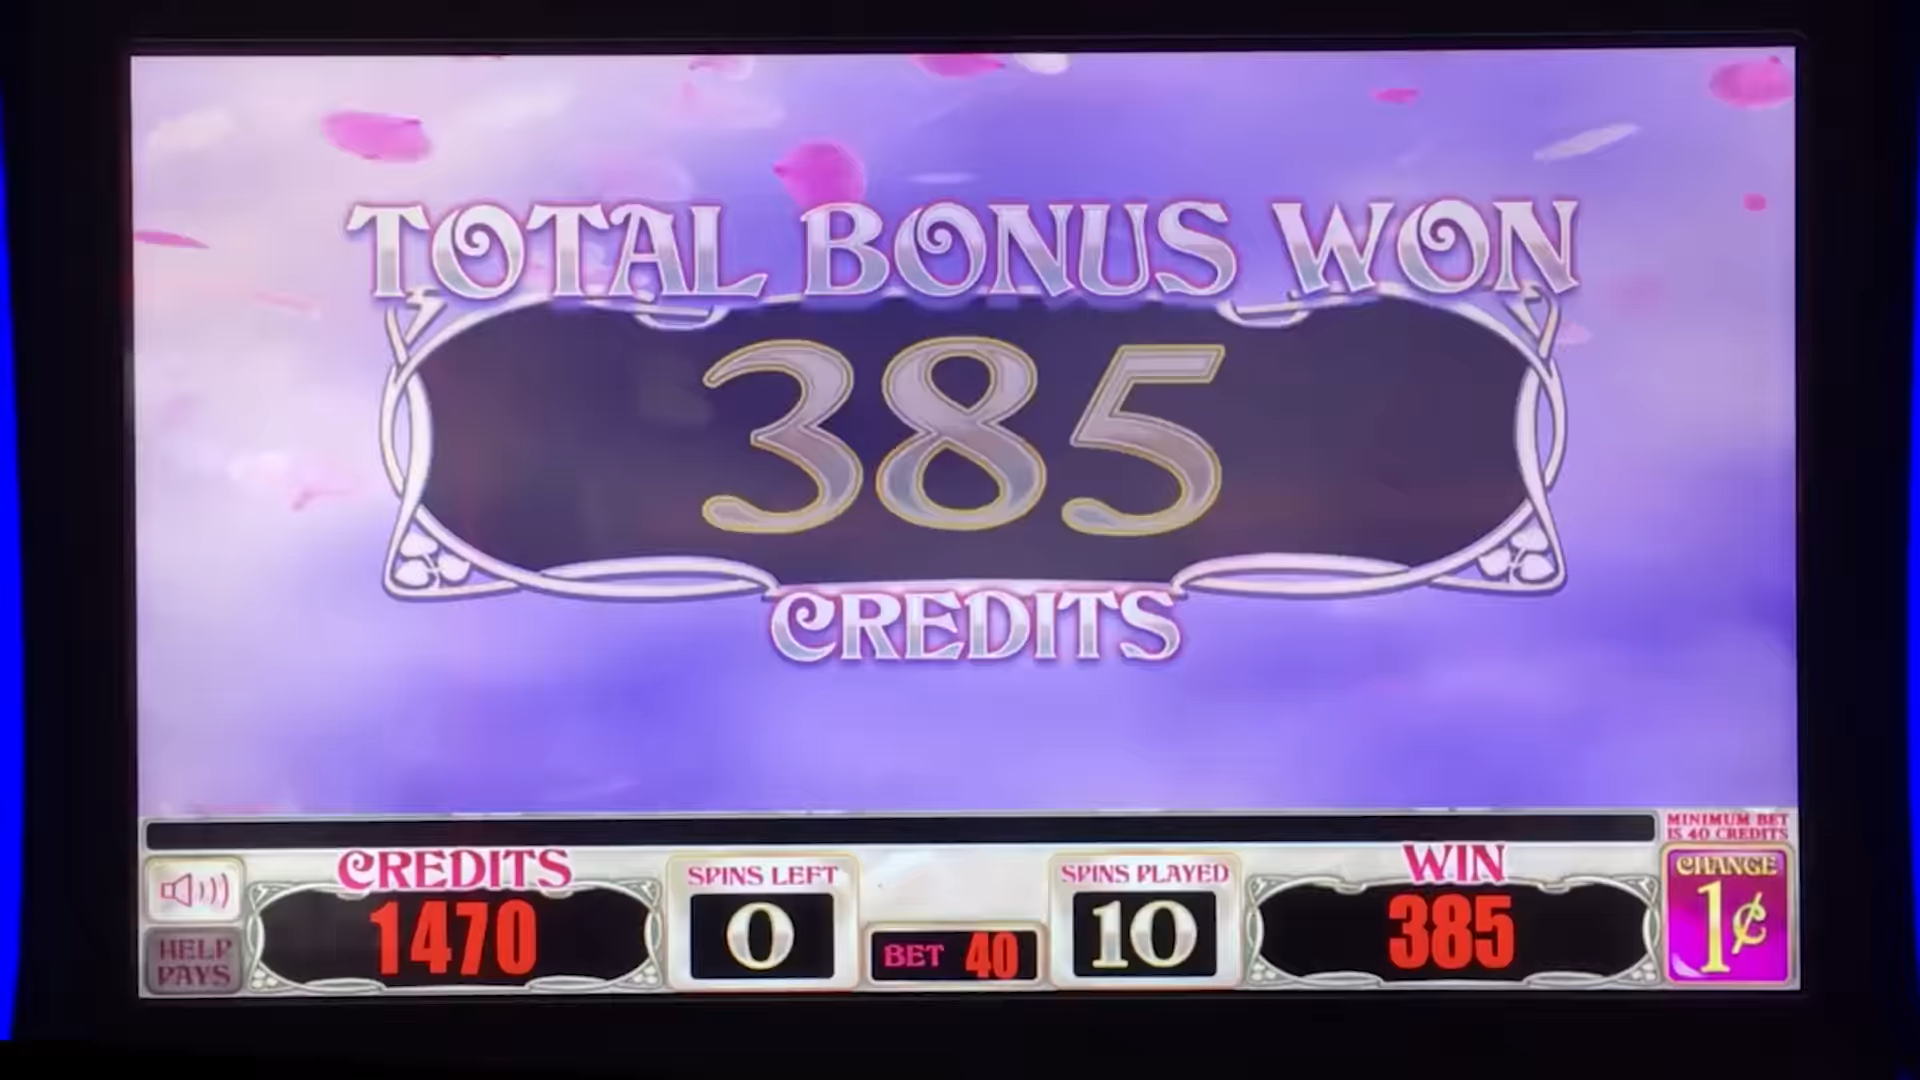 TOTAL BONUS WON
385
CREDITS
MINIMUM BET
IS 40 CREDITS
CREDITS
1470
SPINS LEFT
0
BET 40
SPINS PLAYED
10
WIN
385
CHANGE
1¢
HELP
PAYS